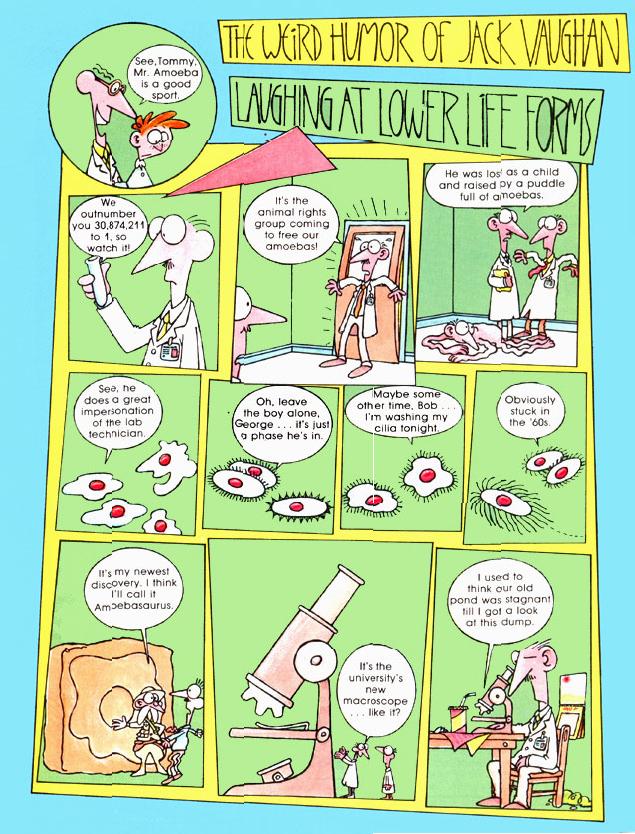 THE WEIRD HUMOR OF JACK VAUGHAN
LAUGHING AT LOWER LIFE FORMS
See, Tommy,
Mr. Amoeba
is a good
sport.
We
outnumber
you 30,874,211
to 1, so
watch it!
It's the
animal rights
group coming
to free our
amoebas!
He was lost as a child
and raised by a puddle
full of amoebas.
See, he
does a great
impersonation
of the lab
technician.
Oh, leave
the boy alone,
George . . . it's just
a phase he's in.
Maybe some
other time, Bob . . .
I'm washing my
cilia tonight.
Obviously
stuck in
the '60s.
It's my newest
discovery. I think
I'll call it
Amoebasaurus.
It's the
university's
new
macroscope
. . . like it?
I used to
think our old
pond was stagnant
till I got a look
at this dump.